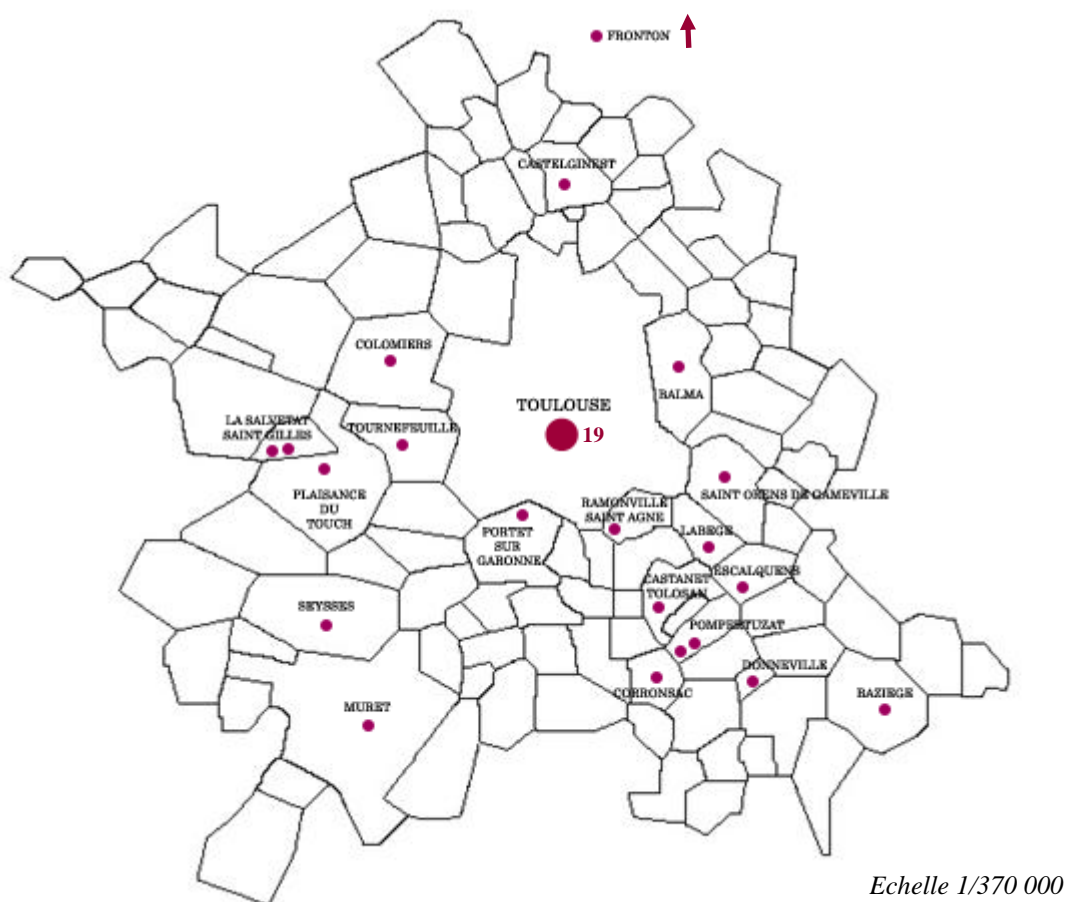 FRONTON
CASTELGINEST
COLOMIERS
BALMA
TOULOUSE
19
LA SALVETAT
SAINT GILLES
TOURNEFEUILLE
PLAISANCE
DU
TOUCH
SAINT ORENS DE GAMEVILLE
RAMONVILLE
SAINT AGNE
PORTET
SUR
GARONNE
LABEGE
ESCALQUENS
CASTANET
TOLOSAN
SEYSSES
POMPERTUZAT
DONNEVILLE
CORRONSAC
BAZIEGE
MURET
Echelle 1/370 000